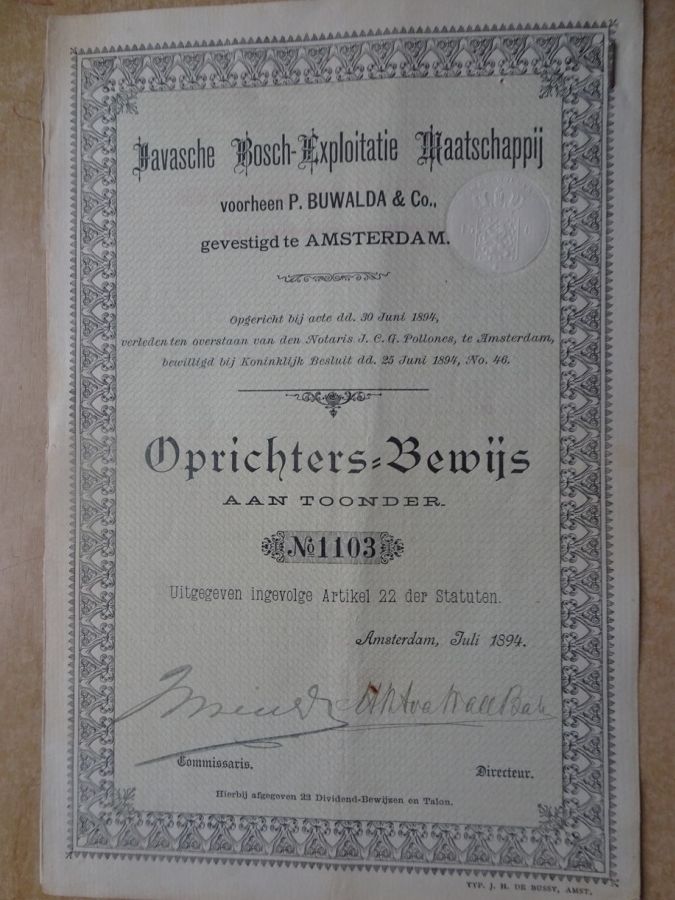 Javasche Bosch-Exploitatie Maatschappij
voorheen P. BUWALDA & Co.,
gevestigd te AMSTERDAM.
Opgericht bij acte dd. 30 Juni 1894,
verleden ten overstaan van den Notaris J. C. G. Pollones, te Amsterdam,
bewilligd bij Koninklijk Besluit dd. 25 Juni 1894, No. 46.
Oprichters-Bewijs
AAN TOONDER.
No 1103
Uitgegeven ingevolge Artikel 22 der Statuten.
Amsterdam, Juli 1894.
Commissaris.
Directeur.
Hierbij afgegeven 22 Dividend-Bewijzen en Talon.
TYP. J. H. DE BUSSY, AMST.